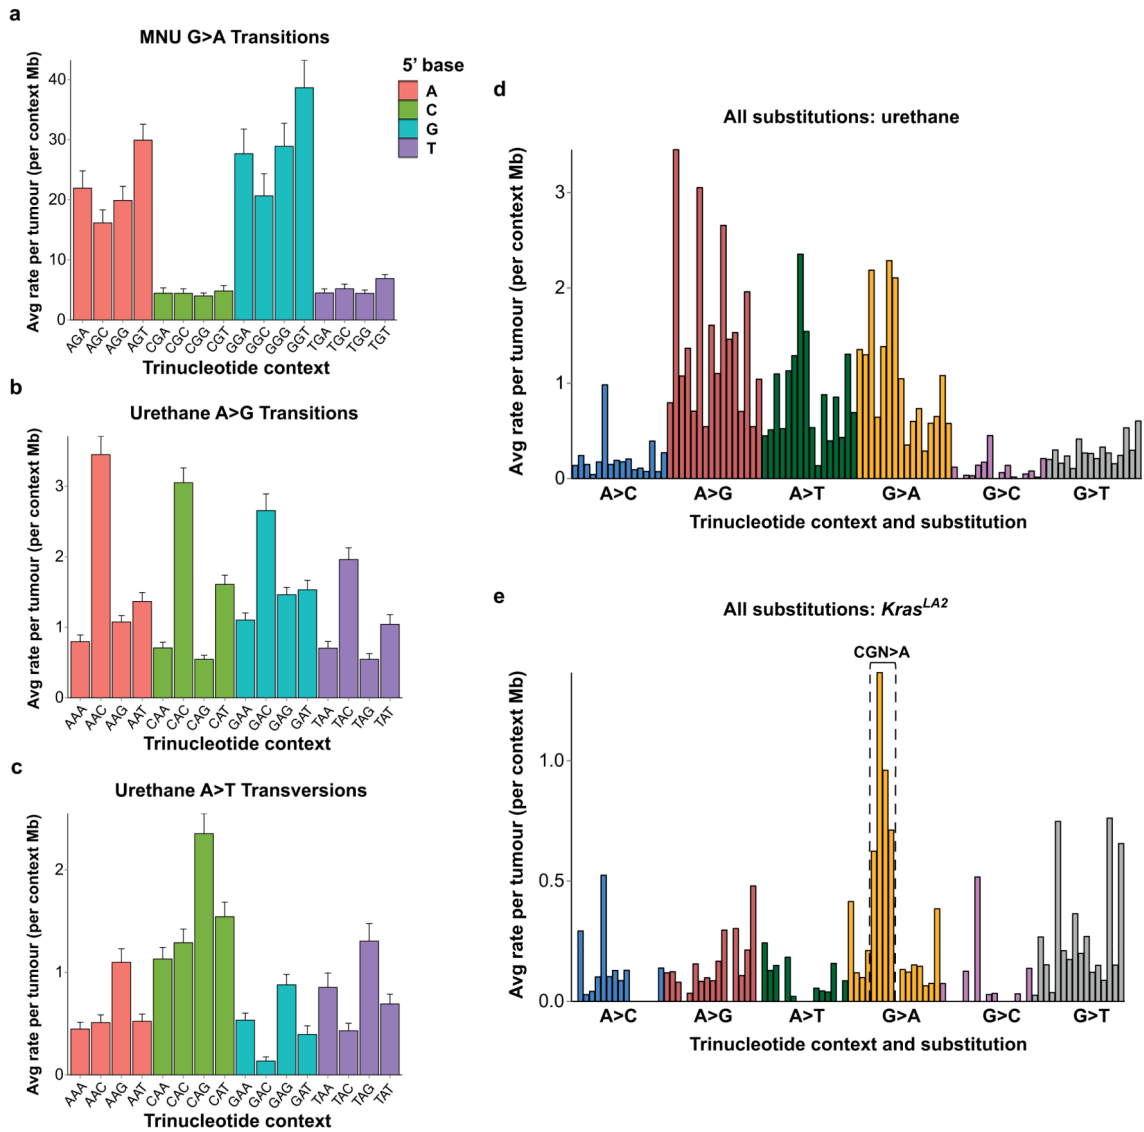 a
MNU G>A Transitions
Avg rate per tumour (per context Mb)
40
30
20
10
0
AGA AGC AGG AGT CGA CGC CGG CGT GGA GGC GGG GGT TGA TGC TGG TGT
Trinucleotide context
5' base
A
C
G
T
b
Urethane A>G Transitions
Avg rate per tumour (per context Mb)
3
2
1
0
AAA AAC AAG AAT CAA CAC CAG CAT GAA GAC GAG GAT TAA TAC TAG TAT
Trinucleotide context
c
Urethane A>T Transversions
Avg rate per tumour (per context Mb)
2
1
0
AAA AAC AAG AAT CAA CAC CAG CAT GAA GAC GAG GAT TAA TAC TAG TAT
Trinucleotide context
d
All substitutions: urethane
Avg rate per tumour (per context Mb)
3
2
1
0
A>C A>G A>T G>A G>C G>T
Trinucleotide context and substitution
e
All substitutions: KrasLA2
CGN>A
Avg rate per tumour (per context Mb)
1.0
0.5
0.0
A>C A>G A>T G>A G>C G>T
Trinucleotide context and substitution